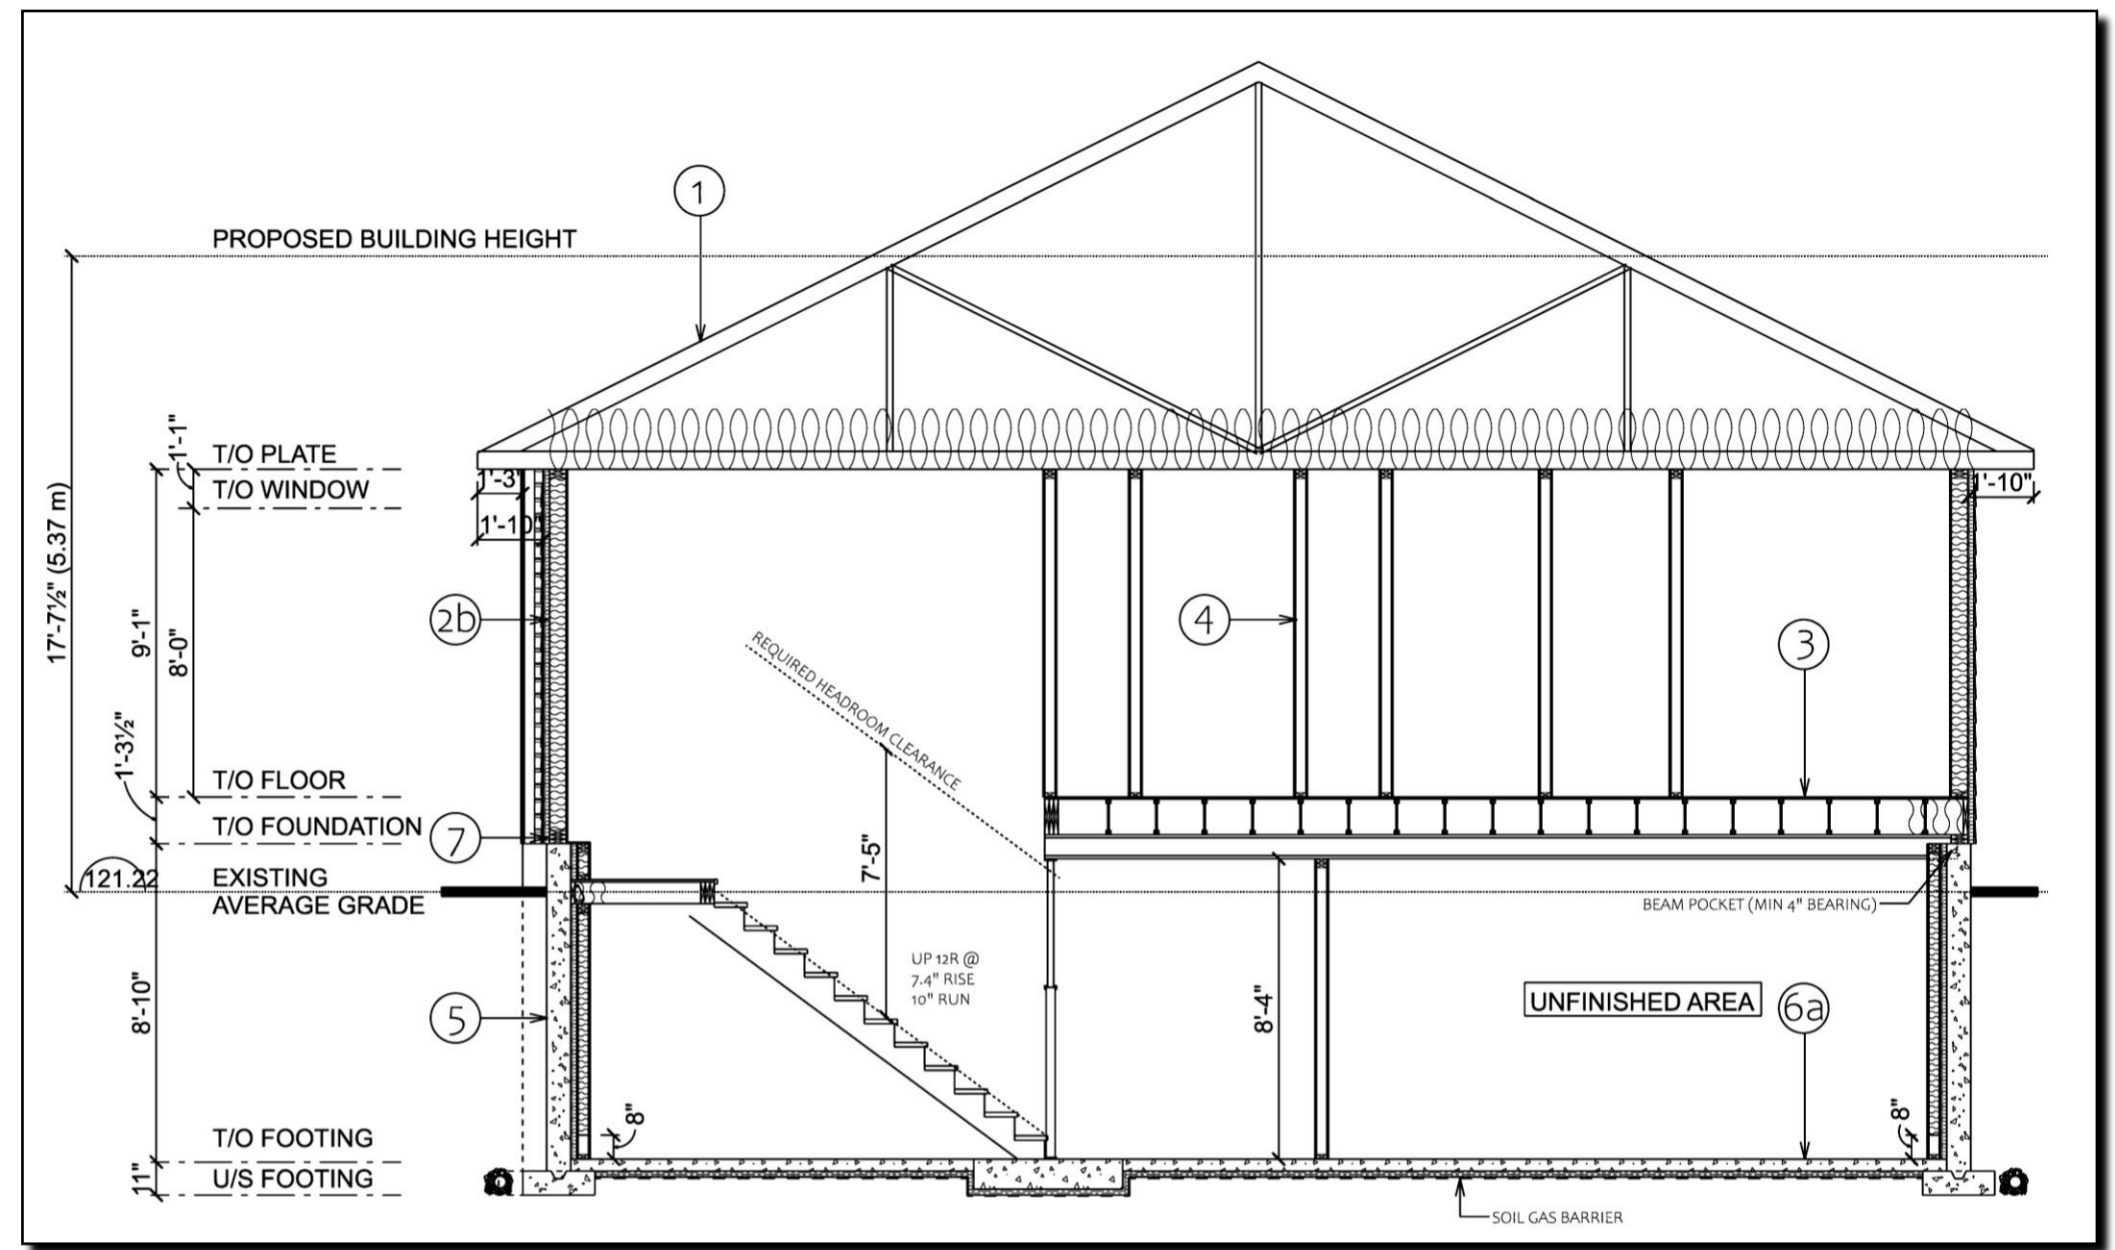 1
PROPOSED BUILDING HEIGHT
1'-1"
T/O PLATE
1'-3"
T/O WINDOW
1'-10"
1'-10"
17'-7½" (5.37 m)
9'-1"
8'-0"
2b
4
3
REQUIRED HEADROOM CLEARANCE
1'-3½"
T/O FLOOR
T/O FOUNDATION
7
7'-5"
121.22
EXISTING
AVERAGE GRADE
BEAM POCKET (MIN 4" BEARING)
UP 12R @
7.4" RISE
10" RUN
8'-10"
5
8'-4"
UNFINISHED AREA
6a
8"
8"
T/O FOOTING
11"
U/S FOOTING
SOIL GAS BARRIER